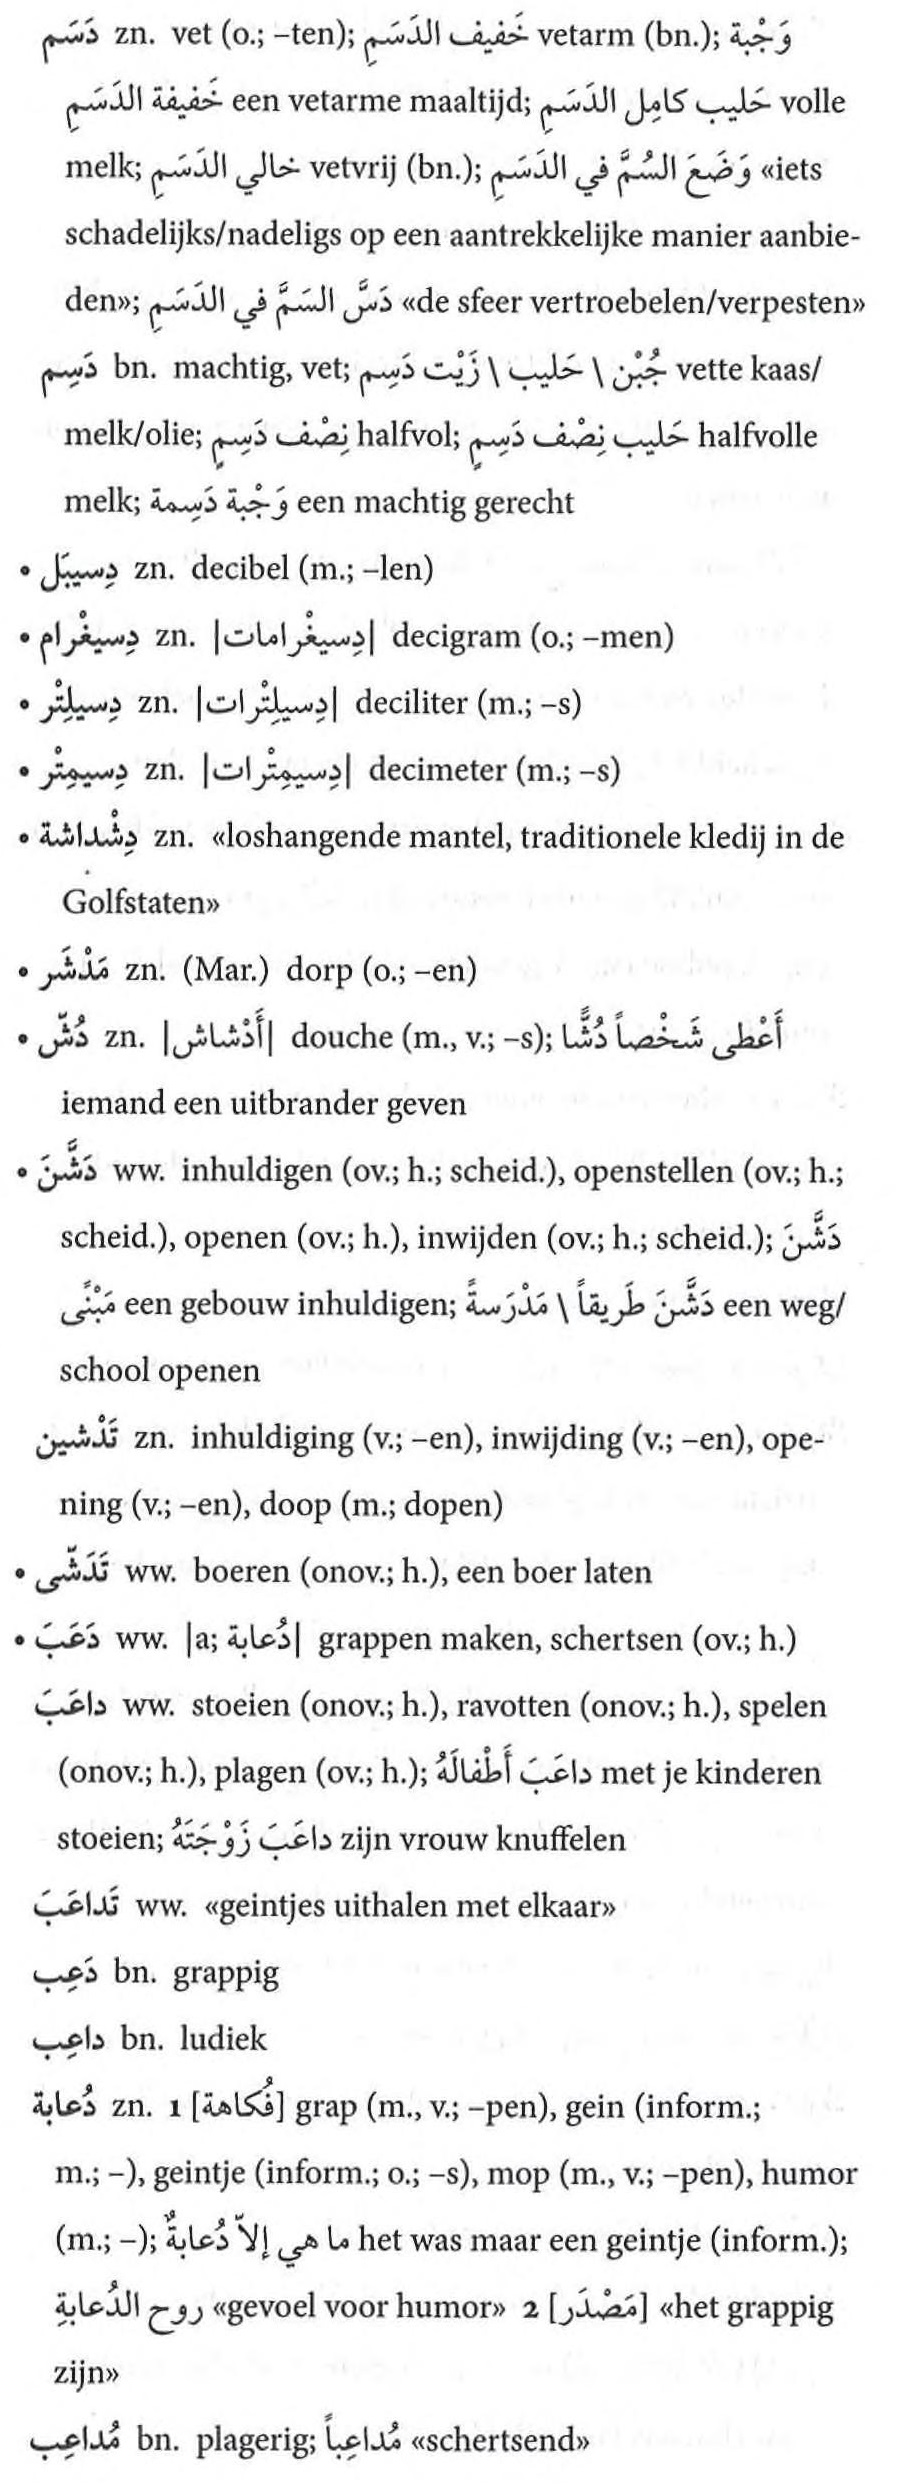 دَسَم zn. vet (o.; –ten); خَفيف الدَسَمِ vetarm (bn.); وَجْبة
خَفيفة الدَسَمِ een vetarme maaltijd; حَليب كامِل الدَسَمِ volle
melk; خالي الدَسَمِ vetvrij (bn.); وَضَعَ السُمَّ في الدَسَمِ «iets
schadelijks/nadeligs op een aantrekkelijke manier aanbie-
den»; دَسَّ السَمَّ في الدَسَمِ «de sfeer vertroebelen/verpesten»
دَسِم bn. machtig, vet; جُبْن \ حَليب \ زَيْت دَسِم vette kaas/
melk/olie; نِصْف دَسِمٍ halfvol; حَليب نِصْف دَسِمٍ halfvolle
melk; وَجْبة دَسِمة een machtig gerecht
• دِسيبَل zn. decibel (m.; –len)
• دِسيغْرام zn. |دِسيغْرامات| decigram (o.; –men)
• دِسيلِتْر zn. |دِسيلِتْرات| deciliter (m.; –s)
• دِسيمِتْر zn. |دِسيمِتْرات| decimeter (m.; –s)
• دِشْداشة zn. «loshangende mantel, traditionele kledij in de
Golfstaten»
• مَدْشَر zn. (Mar.) dorp (o.; –en)
• دُشّ zn. |أَدْشاش| douche (m., v.; –s); أَعْطى شَخْصاً دُشًّا
iemand een uitbrander geven
• دَشَّنَ ww. inhuldigen (ov.; h.; scheid.), openstellen (ov.; h.;
scheid.), openen (ov.; h.), inwijden (ov.; h.; scheid.); دَشَّنَ
مَبْنًى een gebouw inhuldigen; دَشَّنَ طَريقاً \ مَدْرَسةً een weg/
school openen
تَدْشين zn. inhuldiging (v.; –en), inwijding (v.; –en), ope-
ning (v.; –en), doop (m.; dopen)
• تَدَشّى ww. boeren (onov.; h.), een boer laten
• دَعَبَ ww. |a; دُعابة| grappen maken, schertsen (ov.; h.)
داعَبَ ww. stoeien (onov.; h.), ravotten (onov.; h.), spelen
(onov.; h.), plagen (ov.; h.); داعَبَ أَطْفالَهُ met je kinderen
stoeien; داعَبَ زَوْجَتَهُ zijn vrouw knuffelen
تَداعَبَ ww. «geintjes uithalen met elkaar»
دَعِب bn. grappig
داعِب bn. ludiek
دُعابة zn. 1 [فُكاهة] grap (m., v.; –pen), gein (inform.;
m.; –), geintje (inform.; o.; –s), mop (m., v.; –pen), humor
(m.; –); ما هي إلاّ دُعابةٌ het was maar een geintje (inform.);
روح الدُعابةِ «gevoel voor humor» 2 [مَصْدَر] «het grappig
zijn»
مُداعِب bn. plagerig; مُداعِباً «schertsend»